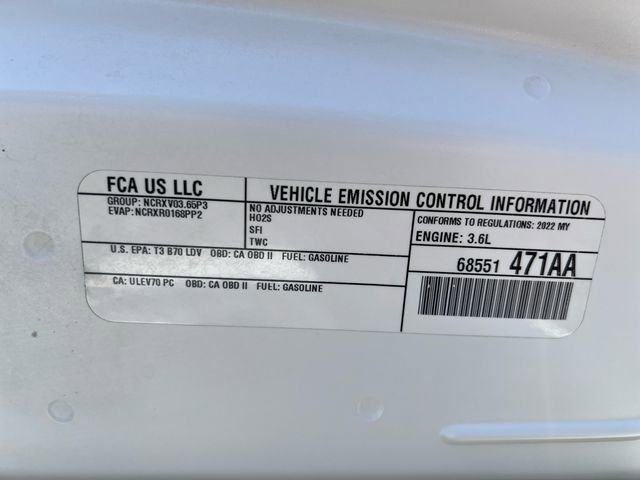 FCA US LLC
GROUP: NCRXV03.65P3
EVAP: NCRXR0168PP2
VEHICLE EMISSION CONTROL INFORMATION
NO ADJUSTMENTS NEEDED
HO2S
SFI
TWC
CONFORMS TO REGULATIONS: 2022 MY
ENGINE: 3.6L
U.S. EPA: T3 B70 LDV OBD: CA OBD II FUEL: GASOLINE
CA: ULEV70 PC OBD: CA OBD II FUEL: GASOLINE
68551 471AA